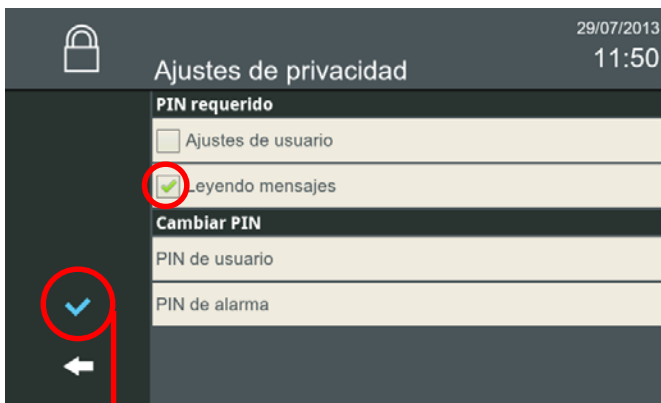 29/07/2013
11:50
Ajustes de privacidad
PIN requerido
Ajustes de usuario
Leyendo mensajes
Cambiar PIN
PIN de usuario
PIN de alarma